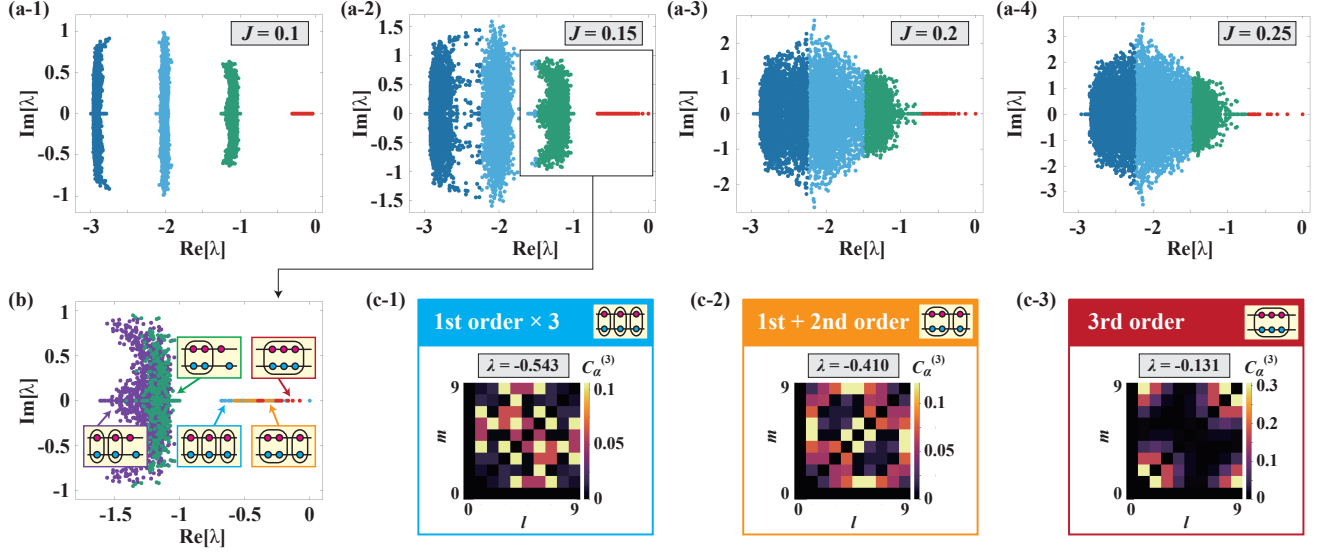 (a-1)
J = 0.1
Im[λ]
1
0.5
0
-0.5
-1
-3
-2
-1
0
Re[λ]
(a-2)
J = 0.15
Im[λ]
1.5
1
0.5
0
-0.5
-1
-1.5
-3
-2
-1
0
Re[λ]
(a-3)
J = 0.2
Im[λ]
2
1
0
-1
-2
-3
-2
-1
0
Re[λ]
(a-4)
J = 0.25
Im[λ]
3
2
1
0
-1
-2
-3
-3
-2
-1
0
Re[λ]
(b)
Im[λ]
1
0.5
0
-0.5
-1
-1.5
-1
-0.5
0
Re[λ]
(c-1)
1st order × 3
λ = -0.543
C_α^(3)
9
m
0
0
l
9
0.1
0.05
0
(c-2)
1st + 2nd order
λ = -0.410
C_α^(3)
9
m
0
0
l
9
0.1
0.05
0
(c-3)
3rd order
λ = -0.131
C_α^(3)
9
m
0
0
l
9
0.3
0.2
0.1
0